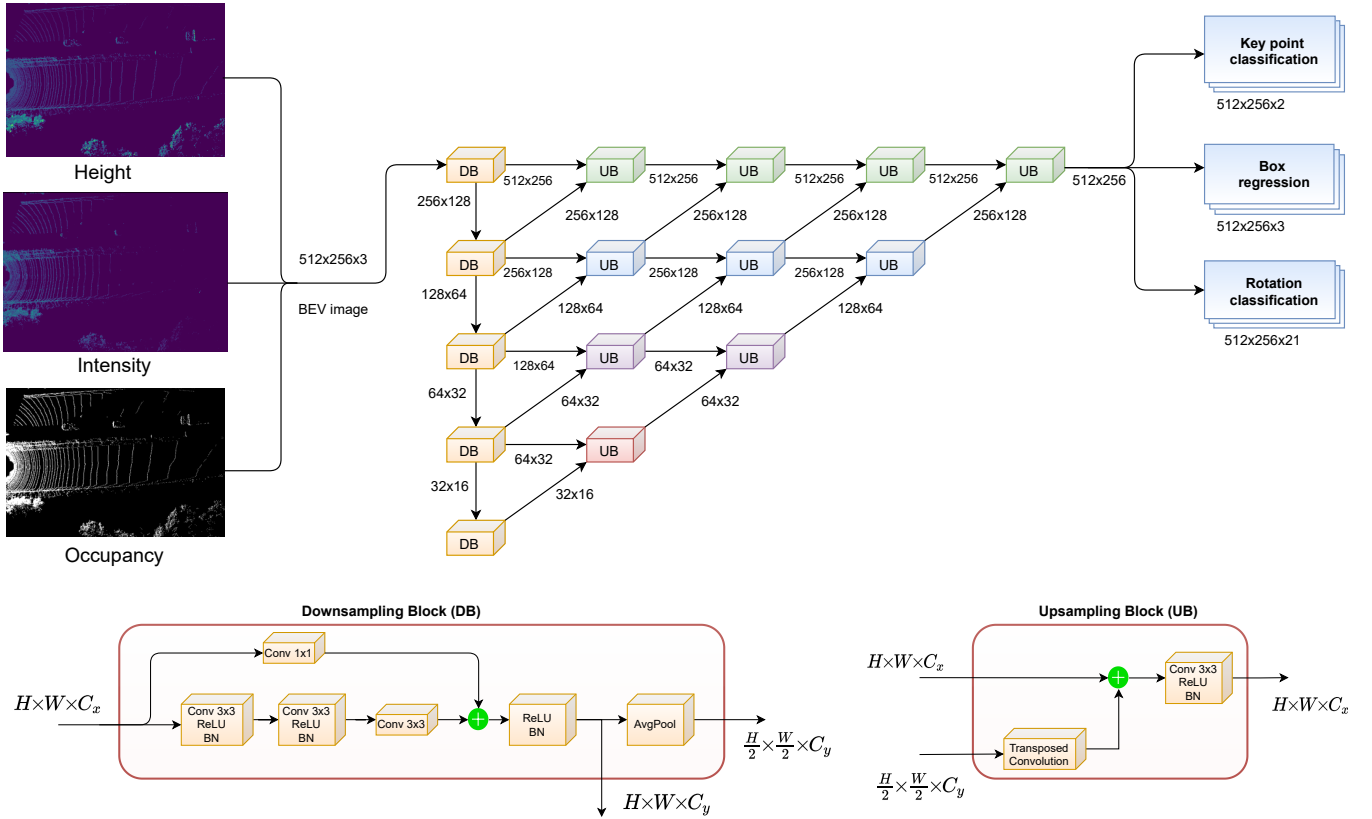 Height
Intensity
Occupancy
512x256x3
BEV image
DB
512x256
UB
512x256
UB
512x256
UB
512x256
UB
512x256
256x128
256x128
256x128
256x128
256x128
DB
256x128
UB
256x128
UB
256x128
UB
128x64
128x64
128x64
128x64
DB
128x64
UB
64x32
UB
64x32
64x32
64x32
DB
64x32
UB
32x16
32x16
DB
Key point
classification
512x256x2
Box
regression
512x256x3
Rotation
classification
512x256x21
Downsampling Block (DB)
H×W×C_x
Conv 1x1
Conv 3x3
ReLU
BN
Conv 3x3
ReLU
BN
Conv 3x3
ReLU
BN
AvgPool
H/2×W/2×C_y
H×W×C_y
Upsampling Block (UB)
H×W×C_x
Conv 3x3
ReLU
BN
H×W×C_x
Transposed
Convolution
H/2×W/2×C_y